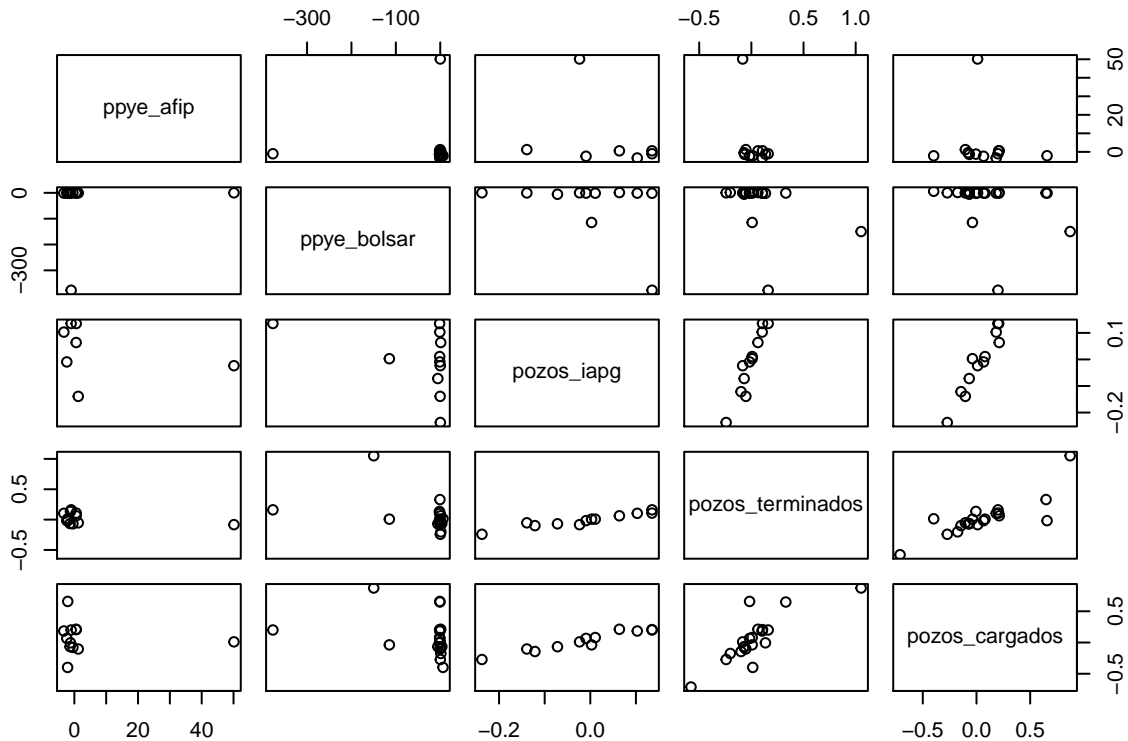 −300 −100 −0.5 0.5 1.0
ppye_afip 0 20 50
−300 0 ppye_bolsar
pozos_iapg −0.2 0.1
−0.5 0.5 pozos_terminados
pozos_cargados −0.5 0.5
0 20 40 −0.2 0.0 −0.5 0.0 0.5